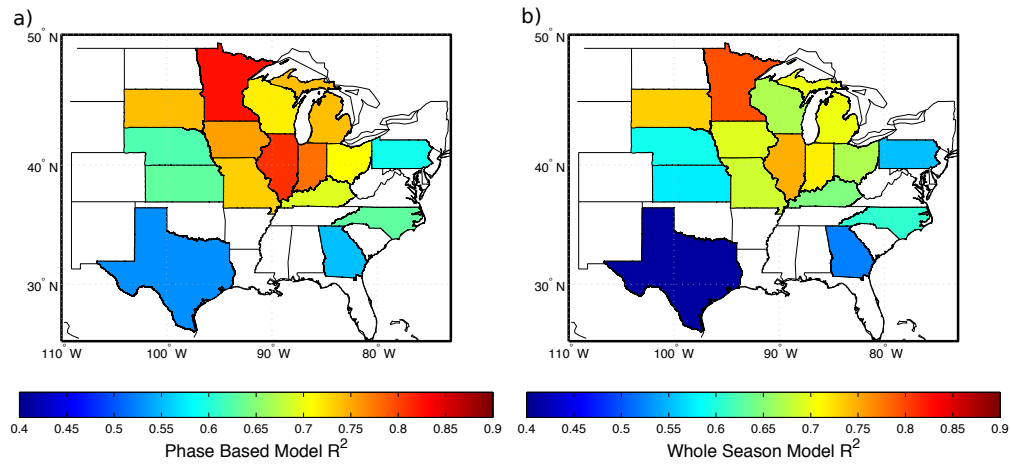 a)
b)
50° N
40° N
30° N
110° W
100° W
90° W
80° W
50° N
40° N
30° N
110° W
100° W
90° W
80° W
0.4 0.45 0.5 0.55 0.6 0.65 0.7 0.75 0.8 0.85 0.9
Phase Based Model R²
0.4 0.45 0.5 0.55 0.6 0.65 0.7 0.75 0.8 0.85 0.9
Whole Season Model R²